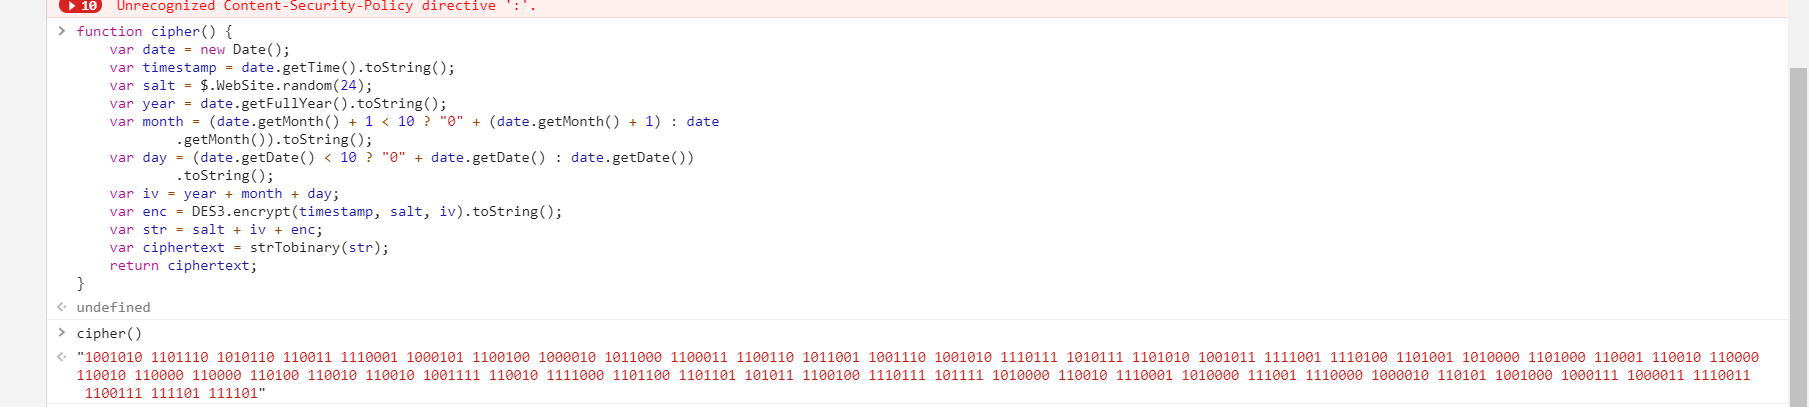 10 Unrecognized Content-Security-Policy directive ':'.
> function cipher() {
    var date = new Date();
    var timestamp = date.getTime().toString();
    var salt = $.WebSite.random(24);
    var year = date.getFullYear().toString();
    var month = (date.getMonth() + 1 < 10 ? "0" + (date.getMonth() + 1) : date
            .getMonth()).toString();
    var day = (date.getDate() < 10 ? "0" + date.getDate() : date.getDate())
            .toString();
    var iv = year + month + day;
    var enc = DES3.encrypt(timestamp, salt, iv).toString();
    var str = salt + iv + enc;
    var ciphertext = strTobinary(str);
    return ciphertext;
}
undefined
> cipher()
"1001010 1101110 1010110 110011 1110001 1000101 1100100 1000010 1011000 1100011 1100110 1011001 1001110 1001010 1110111 1010111 1101010 1001011 1111001 1110100 1101001 1010000 1101000 110001 110010 110000
110010 110000 110000 110100 110010 110010 1001111 110010 1111000 1101100 1101101 101011 1100100 1110111 101111 1010000 110010 1110001 1010000 111001 1110000 1000010 110101 1001000 1000111 1000011 1110011
1100111 111101 111101"